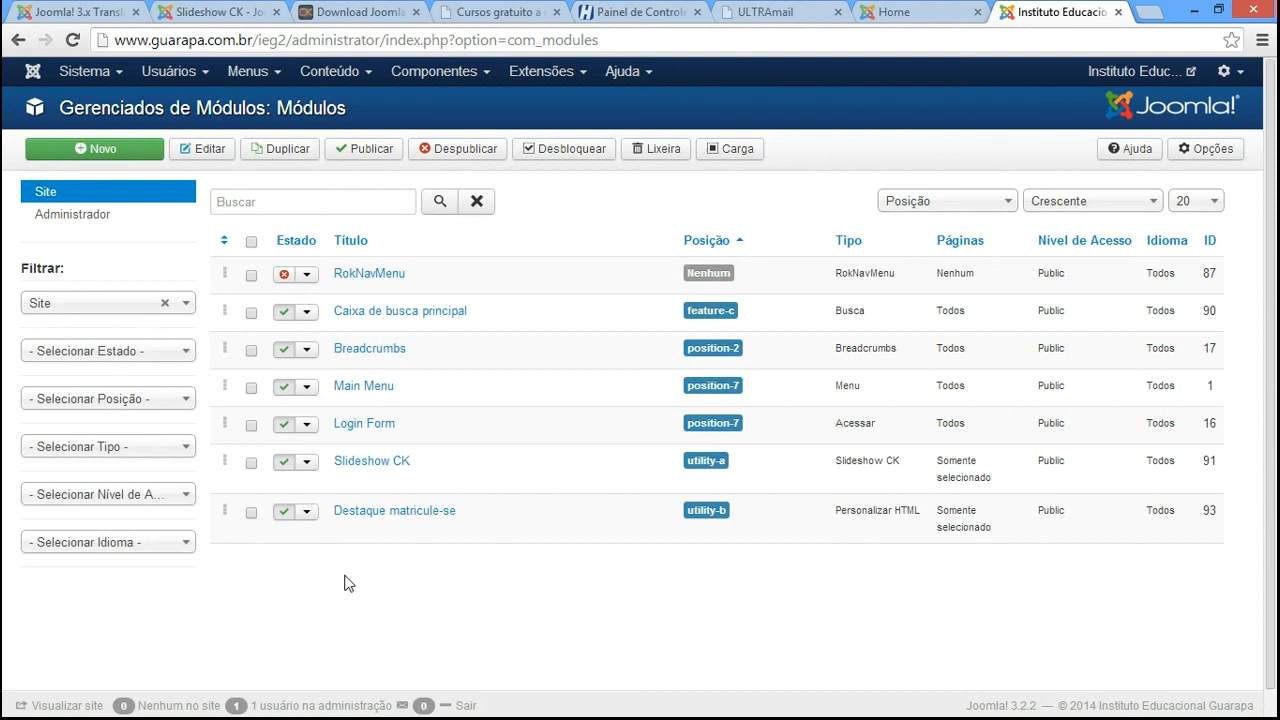 Joomla! 3.x Transl
Slideshow CK - Jo
Download Joomla
Cursos gratuito a
Painel de Controle
ULTRAmail
Home
Instituto Educacio
www.guarapa.com.br/ieg2/administrator/index.php?option=com_modules
Sistema Usuários Menus Conteúdo Componentes Extensões Ajuda Instituto Educ...
Gerenciados de Módulos: Módulos Joomla!
Novo Editar Duplicar Publicar Despublicar Desbloquear Lixeira Carga Ajuda Opções
Site
Administrador
Filtrar:
Site
- Selecionar Estado -
- Selecionar Posição -
- Selecionar Tipo -
- Selecionar Nível de A...
- Selecionar Idioma -
Buscar Posição Crescente 20
Estado Título Posição Tipo Páginas Nível de Acesso Idioma ID
RokNavMenu Nenhum RokNavMenu Nenhum Public Todos 87
Caixa de busca principal feature-c Busca Todos Public Todos 90
Breadcrumbs position-2 Breadcrumbs Todos Public Todos 17
Main Menu position-7 Menu Todos Public Todos 1
Login Form position-7 Acessar Todos Public Todos 16
Slideshow CK utility-a Slideshow CK Somente selecionado Public Todos 91
Destaque matricule-se utility-b Personalizar HTML Somente selecionado Public Todos 93
Visualizar site 0 Nenhum no site 1 1 usuário na administração 0 Sair Joomla! 3.2.2 — © 2014 Instituto Educacional Guarapa